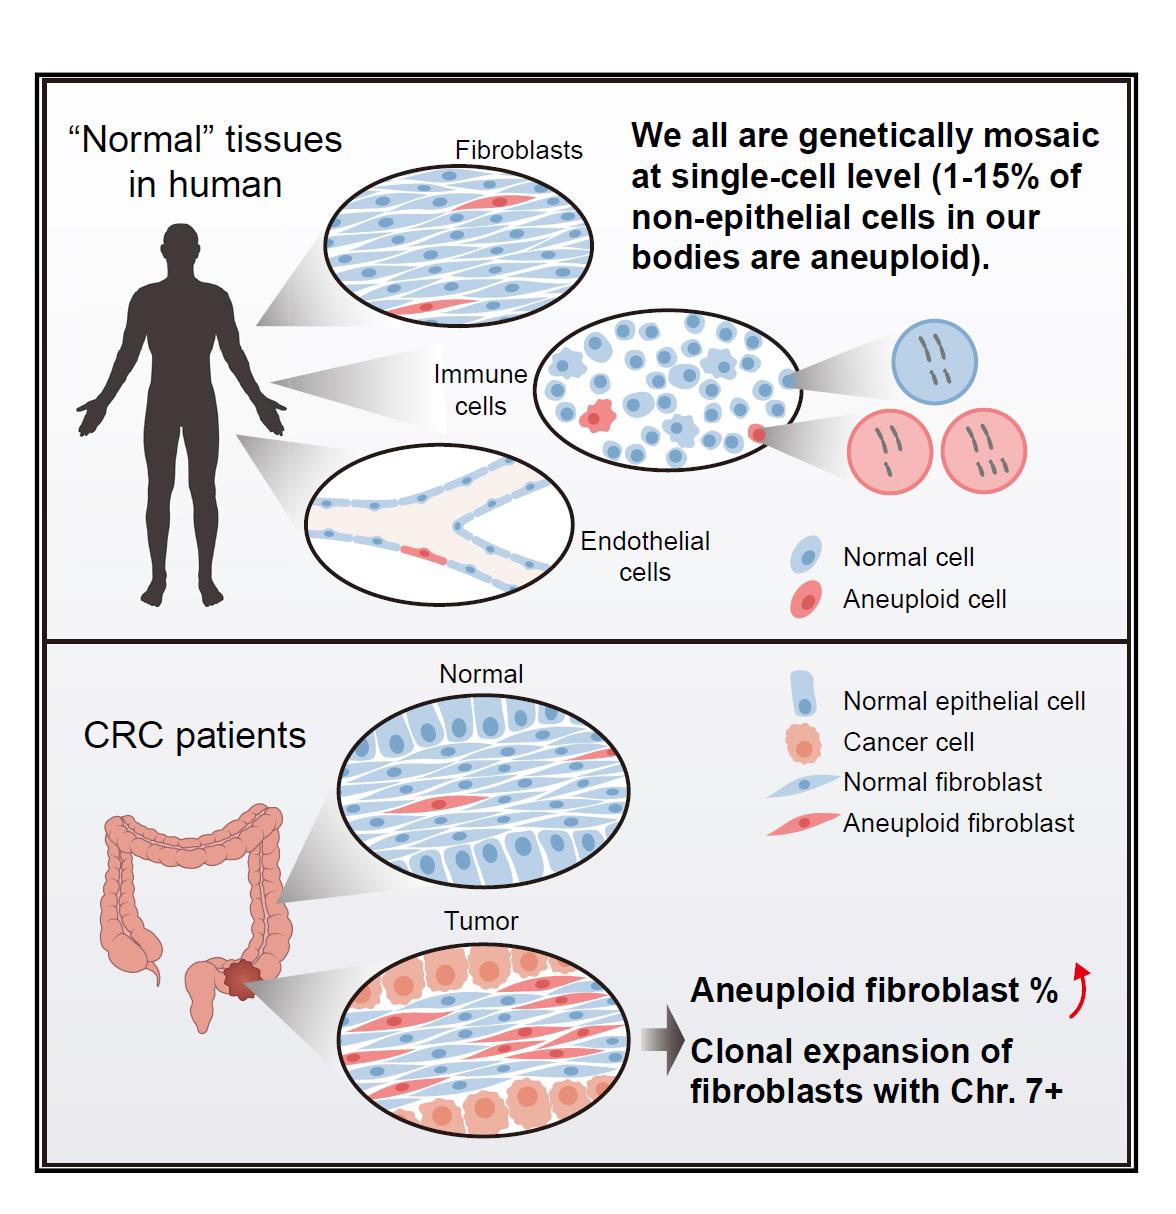 “Normal” tissues
in human
Fibroblasts
We all are genetically mosaic
at single-cell level (1-15% of
non-epithelial cells in our
bodies are aneuploid).
Immune
cells
Endothelial
cells
Normal cell
Aneuploid cell
CRC patients
Normal
Normal epithelial cell
Cancer cell
Normal fibroblast
Aneuploid fibroblast
Tumor
Aneuploid fibroblast %
Clonal expansion of
fibroblasts with Chr. 7+